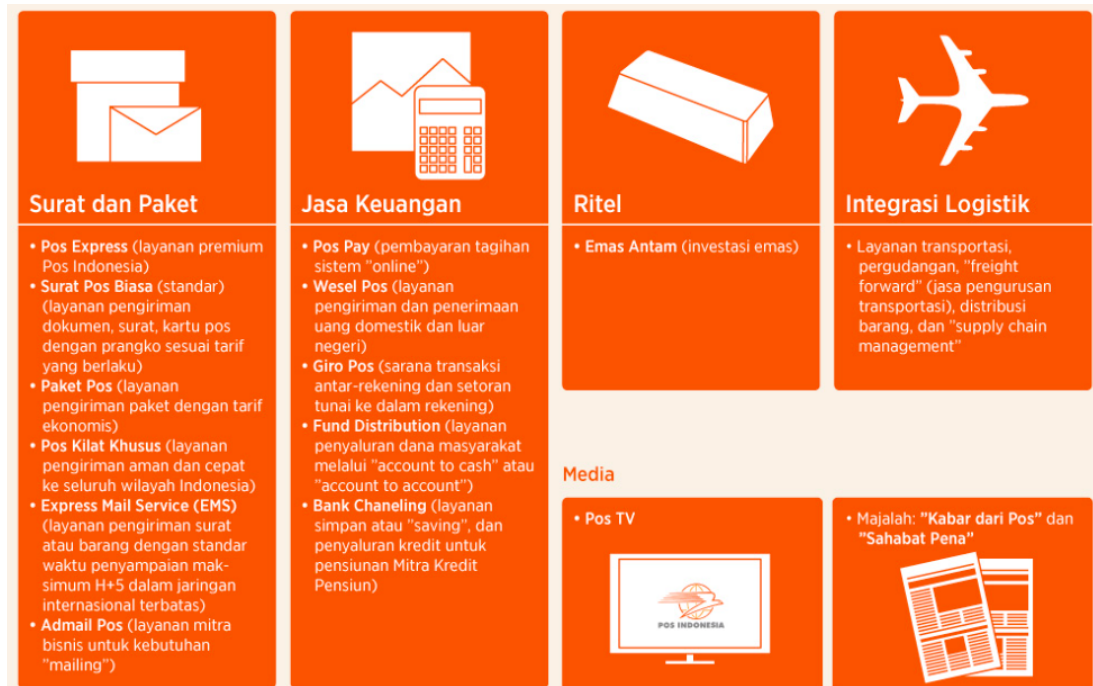 Surat dan Paket
• Pos Express (layanan premium
Pos Indonesia)
• Surat Pos Biasa (standar)
(layanan pengiriman
dokumen, surat, kartu pos
dengan prangko sesuai tarif
yang berlaku)
• Paket Pos (layanan
pengiriman paket dengan tarif
ekonomis)
• Pos Kilat Khusus (layanan
pengiriman aman dan cepat
ke seluruh wilayah Indonesia)
• Express Mail Service (EMS)
(layanan pengiriman surat
atau barang dengan standar
waktu penyampaian mak-
simum H+5 dalam jaringan
internasional terbatas)
• Admail Pos (layanan mitra
bisnis untuk kebutuhan
"mailing")
Jasa Keuangan
• Pos Pay (pembayaran tagihan
sistem "online")
• Wesel Pos (layanan
pengiriman dan penerimaan
uang domestik dan luar
negeri)
• Giro Pos (sarana transaksi
antar-rekening dan setoran
tunai ke dalam rekening)
• Fund Distribution (layanan
penyaluran dana masyarakat
melalui "account to cash" atau
"account to account")
• Bank Chaneling (layanan
simpan atau "saving", dan
penyaluran kredit untuk
pensiunan Mitra Kredit
Pensiun)
Ritel
• Emas Antam (investasi emas)
Integrasi Logistik
• Layanan transportasi,
pergudangan, "freight
forward" (jasa pengurusan
transportasi), distribusi
barang, dan "supply chain
management"
Media
• Pos TV
POS INDONESIA
• Majalah: "Kabar dari Pos" dan
"Sahabat Pena"